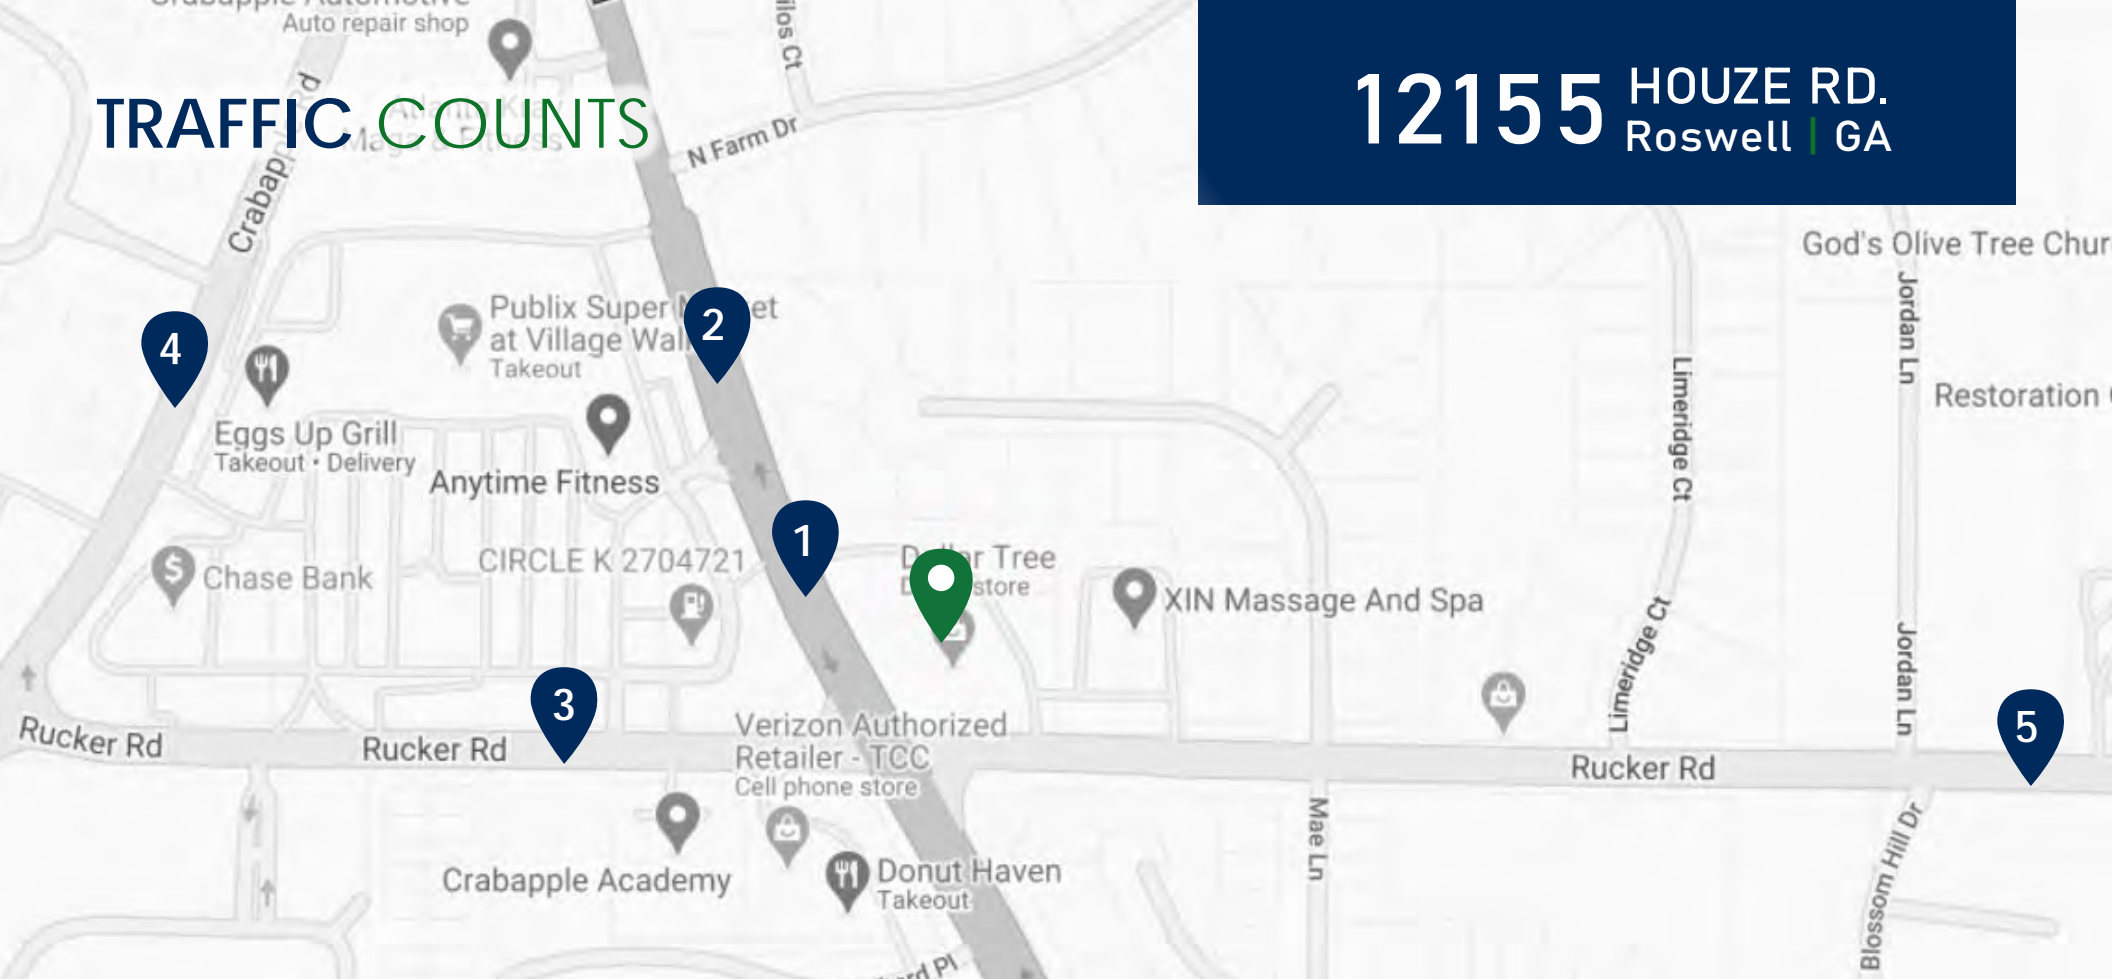 Auto repair shop
TRAFFIC COUNTS
12155 HOUZE RD.
Roswell | GA
N Farm Dr
God's Olive Tree
Jordan Ln
Publix Super
at Village
Takeout
2
4
Limeridge Ct
Restoration
Eggs Up Grill
Takeout • Delivery
Anytime Fitness
1
CIRCLE K 2704721
Chase Bank
Tree
store
XIN Massage And Spa
Limeridge Ct
Jordan Ln
3
5
Rucker Rd
Rucker Rd
Verizon Authorized
Retailer - TCC
Cell phone store
Rucker Rd
Mae Ln
Blossom Hill Dr
Crabapple Academy
Donut Haven
Takeout
Pl